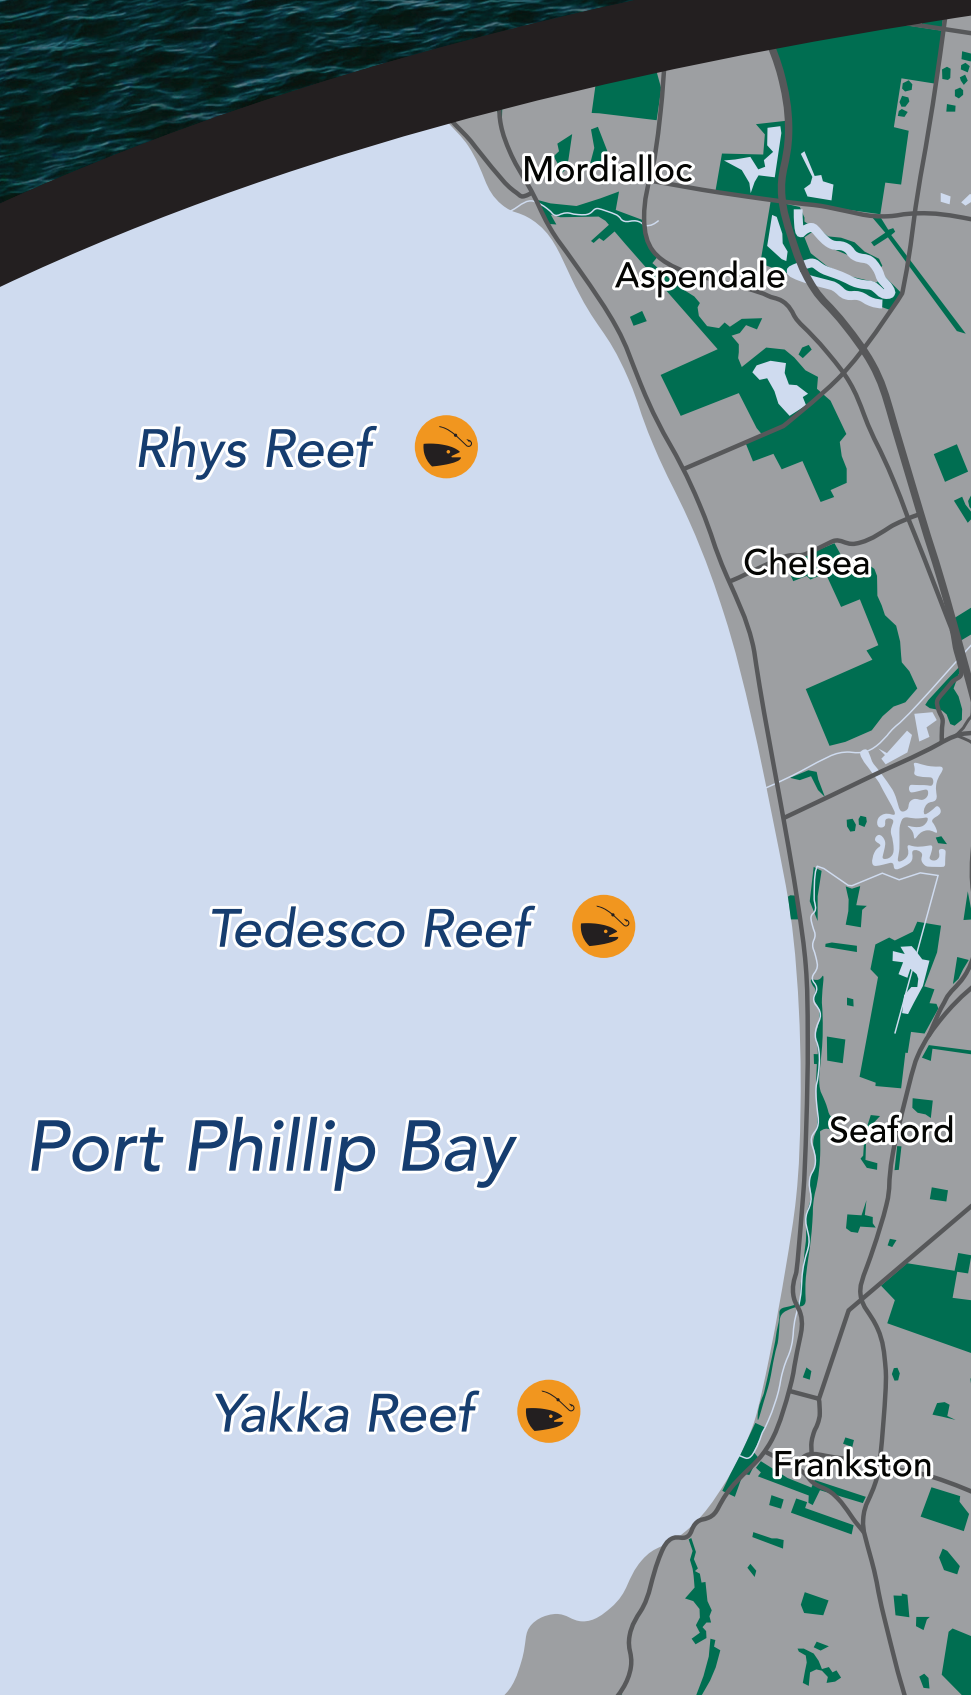 Mordialloc
Aspendale
Rhys Reef
Chelsea
Tedesco Reef
Seaford
Port Phillip Bay
Yakka Reef
Frankston